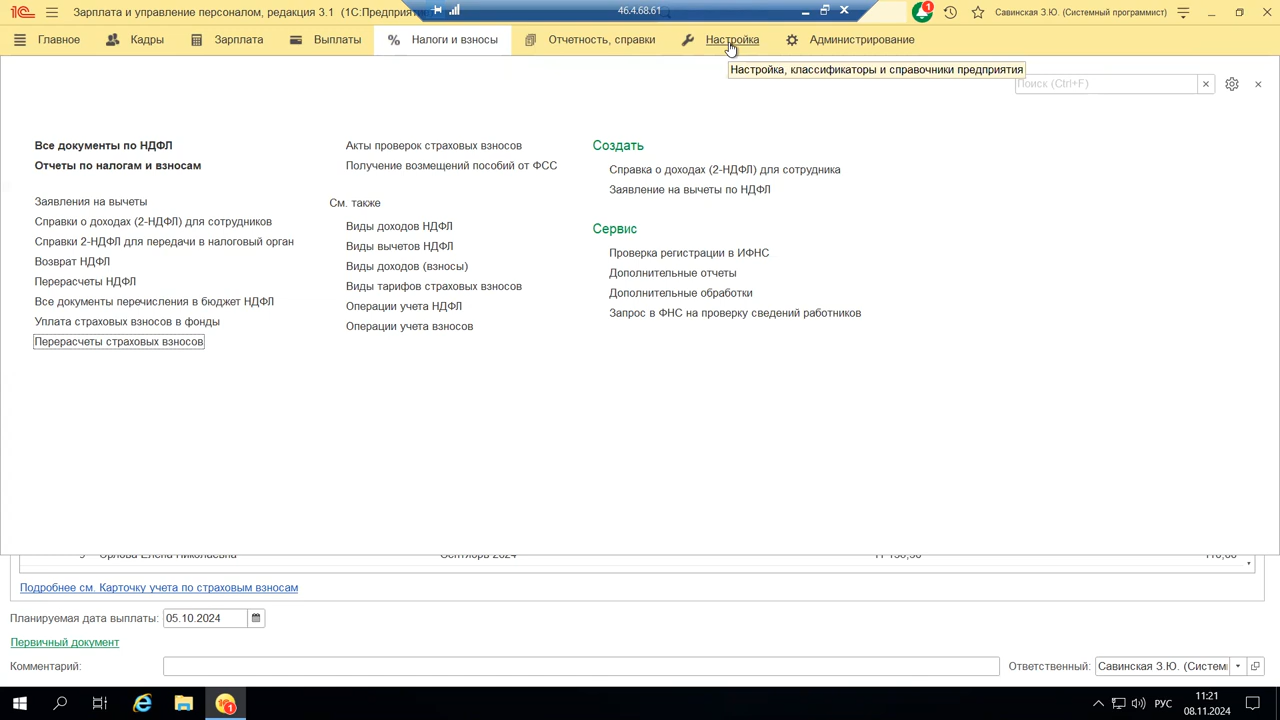 Зарплата и управление персоналом, редакция 3.1 (1С:Предприятие
46.4.68.61
1
Савинская З.Ю. (Системный программист)
Главное
Кадры
Зарплата
Выплаты
Налоги и взносы
Отчетность, справки
Настройка
Администрирование
Настройка, классификаторы и справочники предприятия
Поиск (Ctrl+F)
Все документы по НДФЛ
Отчеты по налогам и взносам
Заявления на вычеты
Справки о доходах (2-НДФЛ) для сотрудников
Справки 2-НДФЛ для передачи в налоговый орган
Возврат НДФЛ
Перерасчеты НДФЛ
Все документы перечисления в бюджет НДФЛ
Уплата страховых взносов в фонды
Перерасчеты страховых взносов
Акты проверок страховых взносов
Получение возмещений пособий от ФСС
См. также
Виды доходов НДФЛ
Виды вычетов НДФЛ
Виды доходов (взносы)
Виды тарифов страховых взносов
Операции учета НДФЛ
Операции учета взносов
Создать
Справка о доходах (2-НДФЛ) для сотрудника
Заявление на вычеты по НДФЛ
Сервис
Проверка регистрации в ИФНС
Дополнительные отчеты
Дополнительные обработки
Запрос в ФНС на проверку сведений работников
Орлова Елена Николаевна Сентябрь 2024
Подробнее см. Карточку учета по страховым взносам
Планируемая дата выплаты: 05.10.2024
Первичный документ
Комментарий:
Ответственный: Савинская З.Ю. (Систем
1
РУС
11:21
08.11.2024